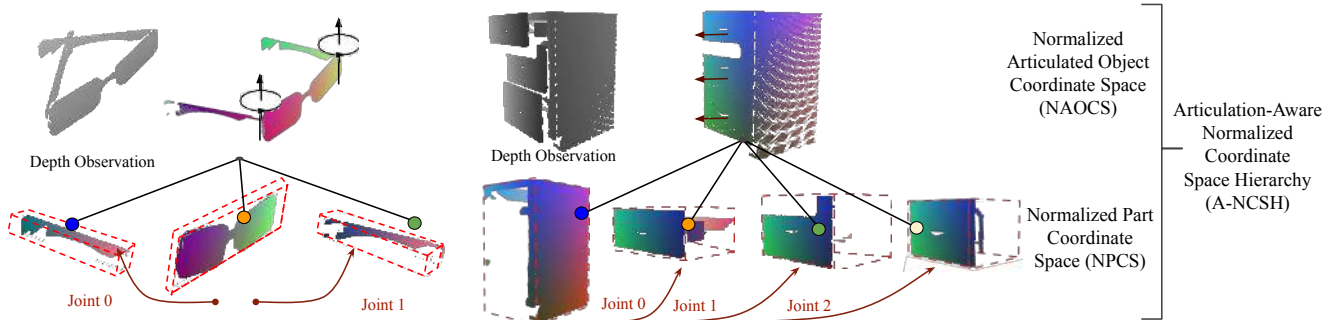 Depth Observation
Joint 0
Joint 1
Depth Observation
Joint 0
Joint 1
Joint 2
Normalized
Articulated Object
Coordinate Space
(NAOCS)
Normalized Part
Coordinate
Space (NPCS)
Articulation-Aware
Normalized
Coordinate
Space Hierarchy
(A-NCSH)